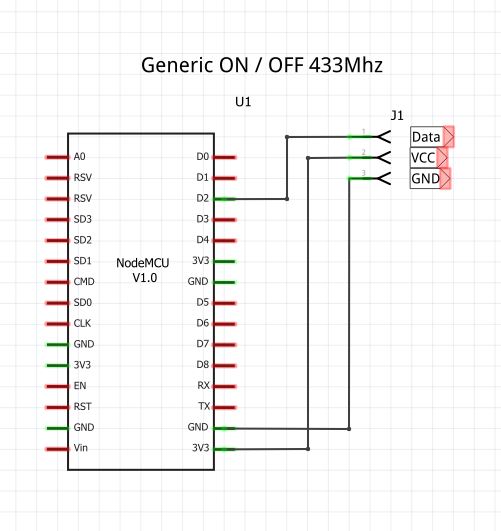 Generic ON / OFF 433Mhz
U1
J1
1 Data
2 VCC
3 GND
A0 D0
RSV D1
RSV D2
SD3 D3
SD2 D4
SD1 3V3
NodeMCU
V1.0
CMD GND
SD0 D5
CLK D6
GND D7
3V3 D8
EN RX
RST TX
GND GND
Vin 3V3